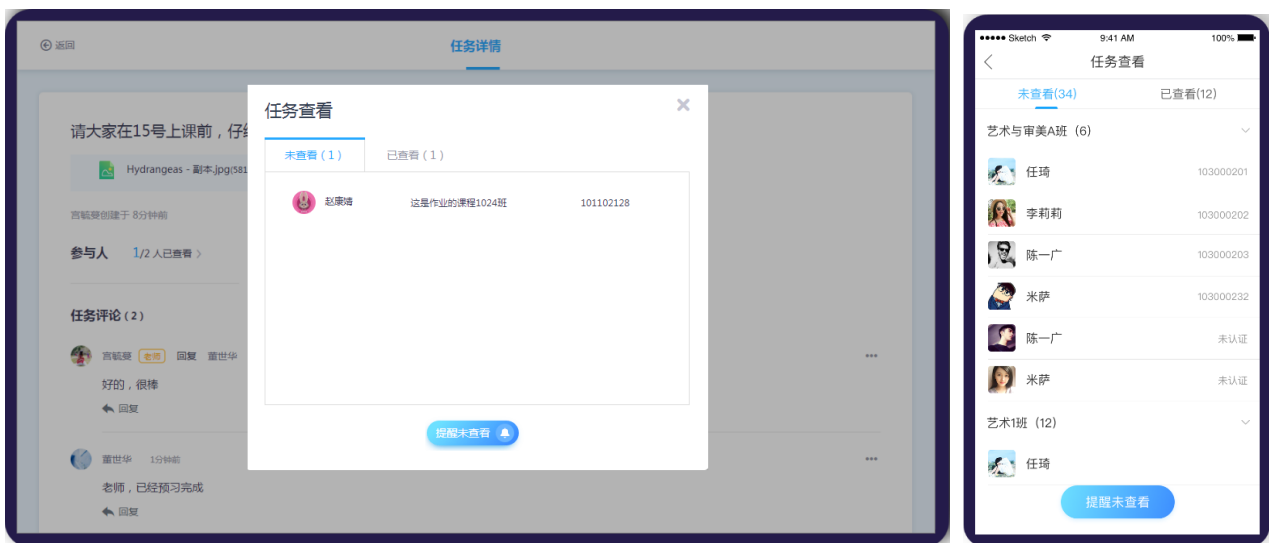 返回
任务详情
请大家在15号上课前，仔
Hydrangeas - 副本.jpg(581
宫毓蔓创建于 8分钟前
参与人 1/2 人已查看
任务评论 ( 2 )
宫毓蔓 老师 回复 董世华
好的，很棒
回复
董世华 1分钟前
老师，已经预习完成
回复
任务查看
未查看 ( 1 ) 已查看 ( 1 )
赵康婧 这是作业的课程1024班 101102128
提醒未查看
Sketch 9:41 AM 100%
任务查看
未查看(34) 已查看(12)
艺术与审美A班 (6)
任琦 103000201
李莉莉 103000202
陈一广 103000203
米萨 103000232
陈一广 未认证
米萨 未认证
艺术1班 (12)
任琦
提醒未查看